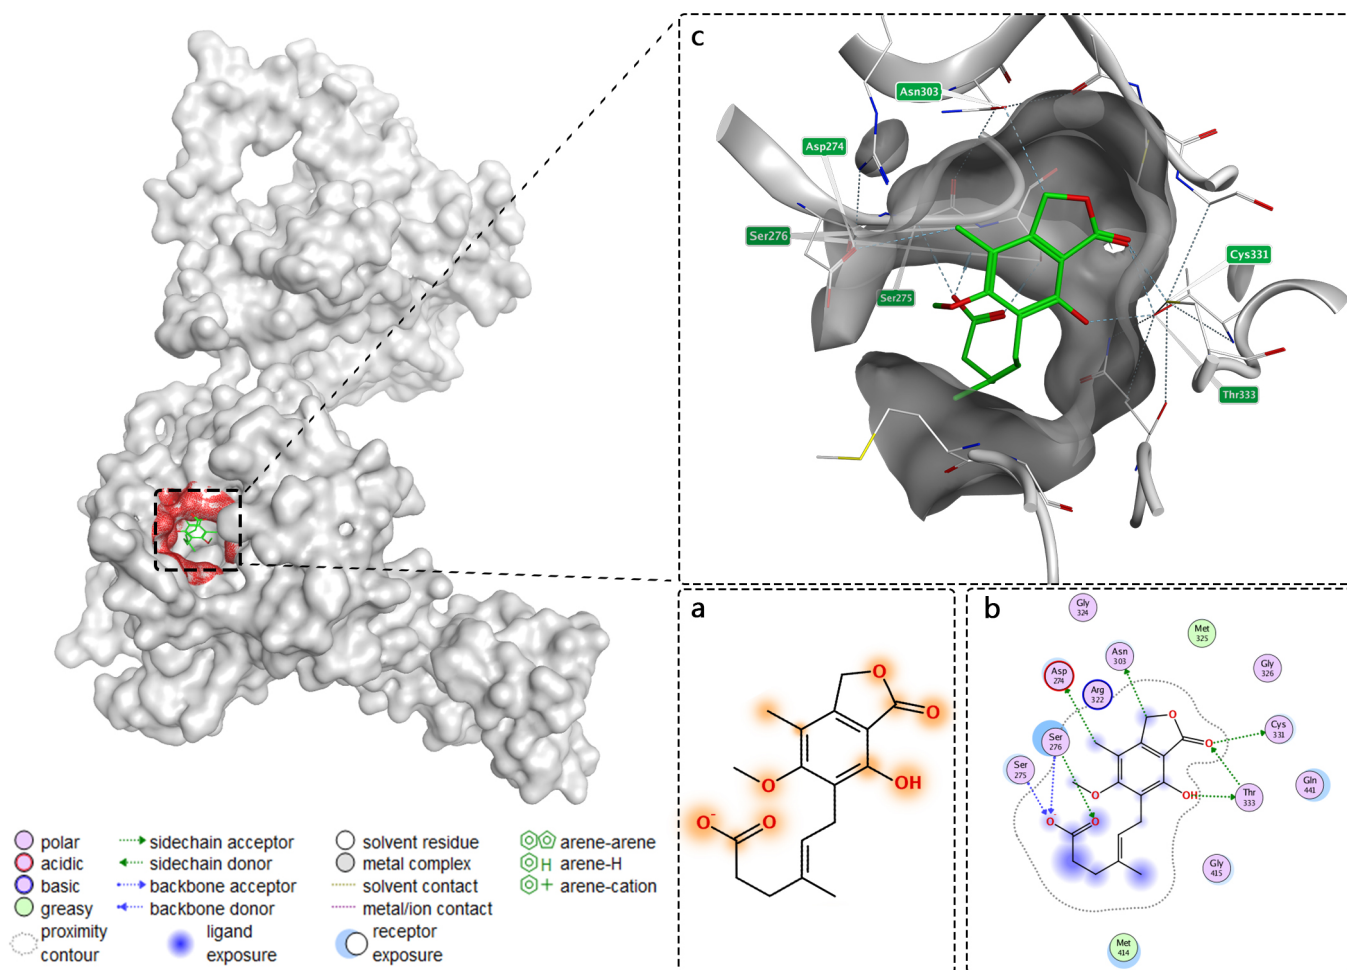 c
Asn303
Asp274
Ser276
Ser275
Cys331
Thr333
a
O
O
OH
O
O-
O
b
Gly
324
Met
325
Asn
303
Gly
326
Asp
274
Arg
322
Ser
276
Cys
331
Ser
275
Gln
441
Thr
333
Gly
415
Met
414
O
O
OH
O
O-
O
polar
acidic
basic
greasy
proximity
contour
sidechain acceptor
sidechain donor
backbone acceptor
backbone donor
ligand
exposure
solvent residue
metal complex
solvent contact
metal/ion contact
receptor
exposure
arene-arene
H arene-H
+ arene-cation